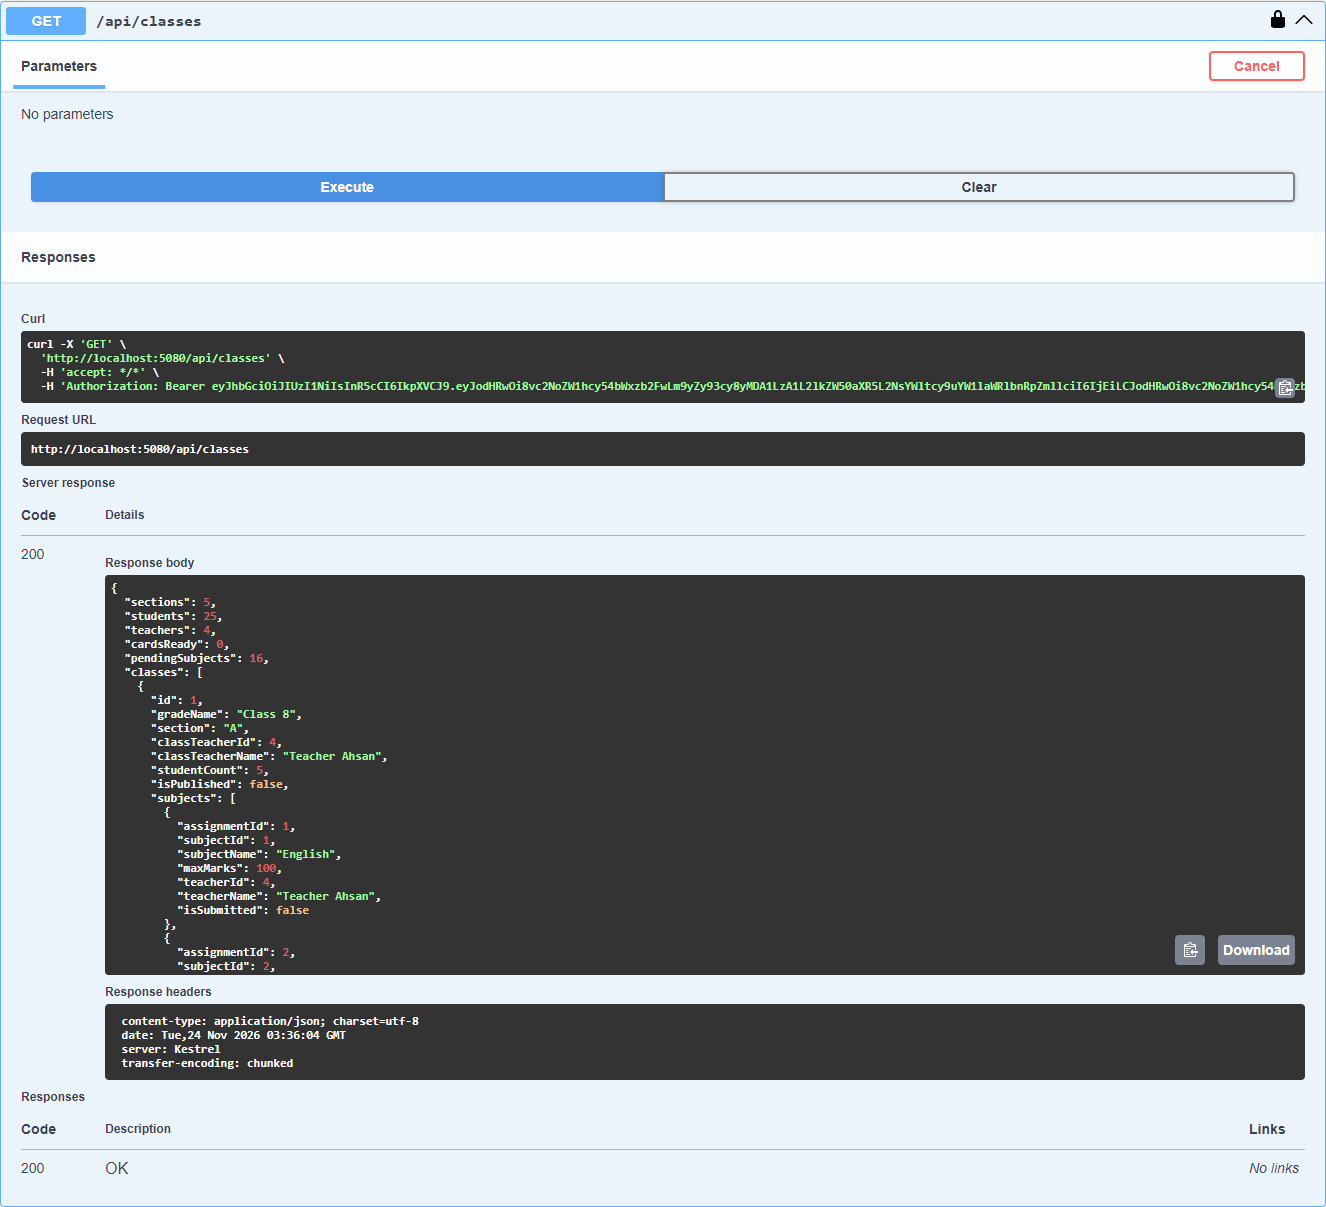 GET /api/classes
Parameters
Cancel
No parameters
Execute
Clear
Responses
Curl
curl -X 'GET' \
'http://localhost:5080/api/classes' \
-H 'accept: */*' \
-H 'Authorization: Bearer
Request URL
http://localhost:5080/api/classes
Server response
Code Details
200
Response body
{
"sections": 5,
"students": 25,
"teachers": 4,
"cardsReady": 0,
"pendingSubjects": 16,
"classes": [
{
"id": 1,
"gradeName": "Class 8",
"section": "A",
"classTeacherId": 4,
"classTeacherName": "Teacher Ahsan",
"studentCount": 5,
"isPublished": false,
"subjects": [
{
"assignmentId": 1,
"subjectId": 1,
"subjectName": "English",
"maxMarks": 100,
"teacherId": 4,
"teacherName": "Teacher Ahsan",
"isSubmitted": false
},
{
"assignmentId": 2,
"subjectId": 2,
Download
Response headers
content-type: application/json; charset=utf-8
date: Tue,24 Nov 2026 03:36:04 GMT
server: Kestrel
transfer-encoding: chunked
Responses
Code Description Links
200 OK No links